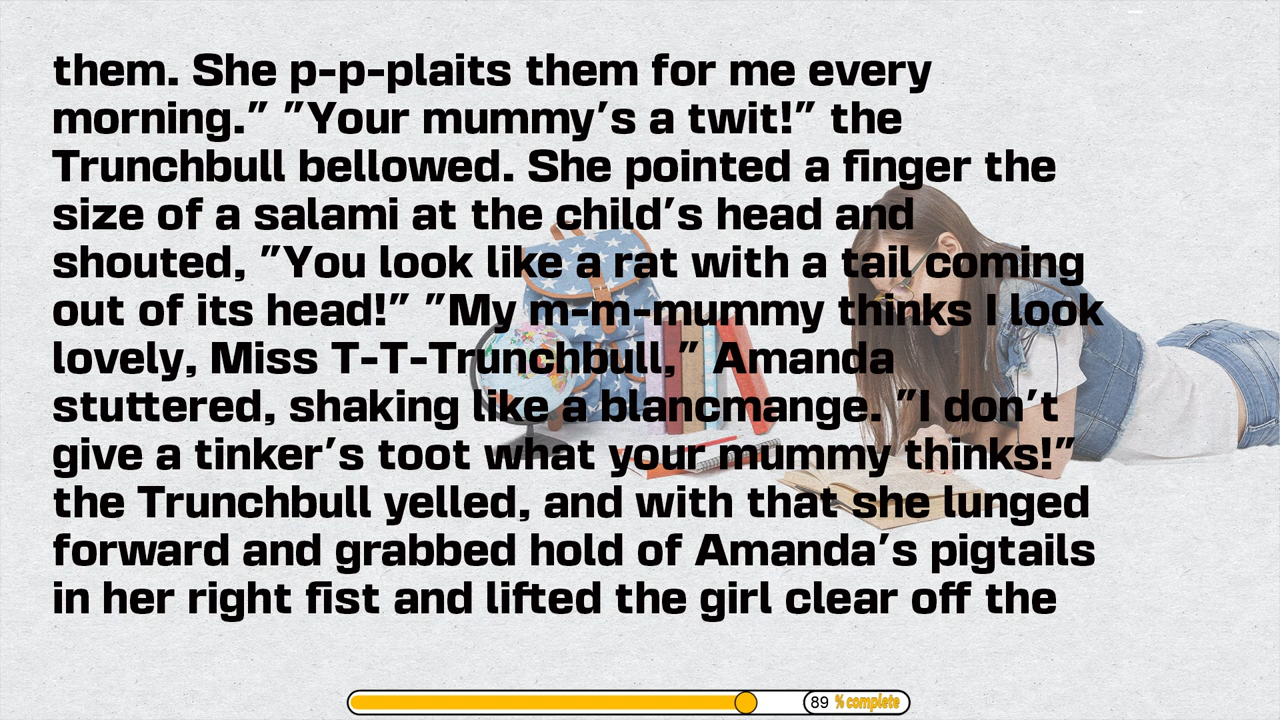 them. She p-p-plaits them for me every
morning.” ”Your mummy’s a twit!” the
Trunchbull bellowed. She pointed a finger the
size of a salami at the child’s head and
shouted, ”You look like a rat with a tail coming
out of its head!” ”My m-m-mummy thinks I look
lovely, Miss T-T-Trunchbull,” Amanda
stuttered, shaking like a blancmange. ”I don’t
give a tinker’s toot what your mummy thinks!”
the Trunchbull yelled, and with that she lunged
forward and grabbed hold of Amanda’s pigtails
in her right fist and lifted the girl clear off the
89 % complete